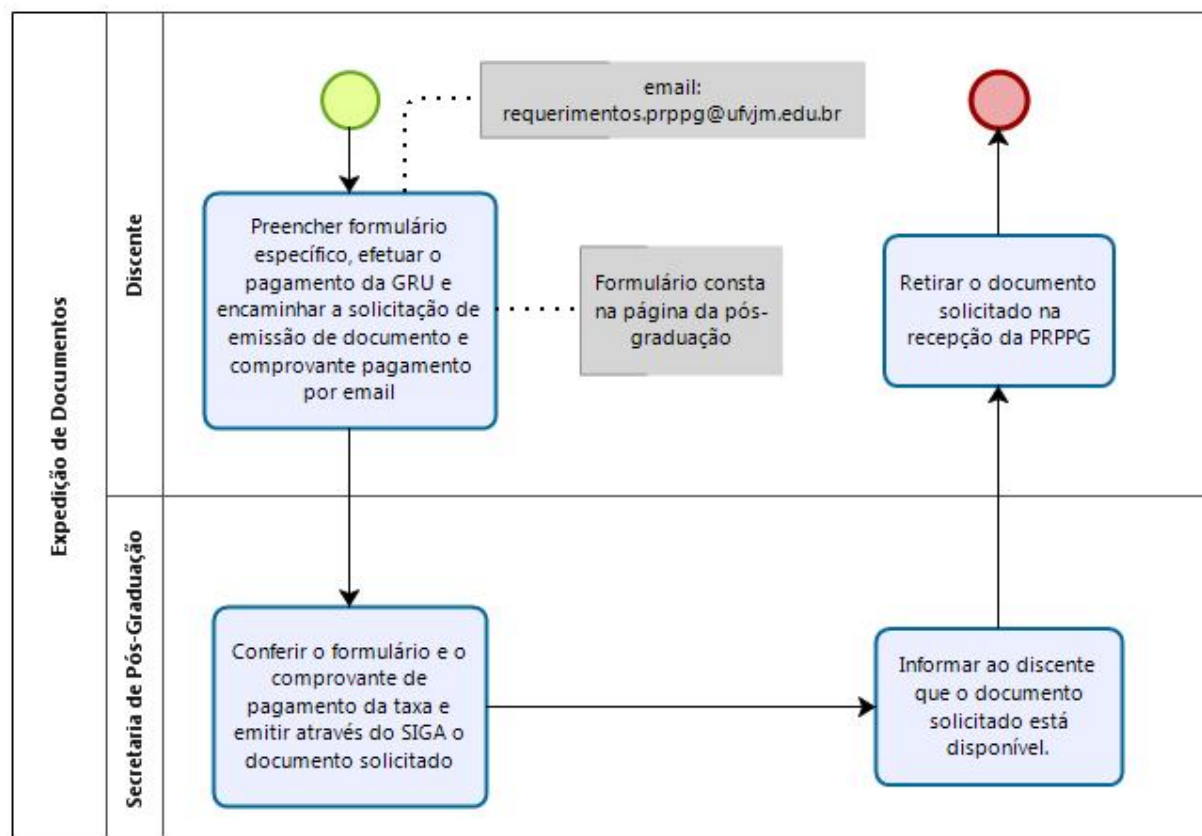 Expedição de Documentos
Discente
email:
requerimentos.prppg@ufvjm.edu.br
Preencher formulário
específico, efetuar o
pagamento da GRU e
encaminhar a solicitação de
emissão de documento e
comprovante pagamento
por email
Formulário consta
na página da pós-
graduação
Retirar o documento
solicitado na
recepção da PRPPG
Secretaria de Pós-Graduação
Conferir o formulário e o
comprovante de
pagamento da taxa e
emitir através do SIGA o
documento solicitado
Informar ao discente
que o documento
solicitado está
disponível.